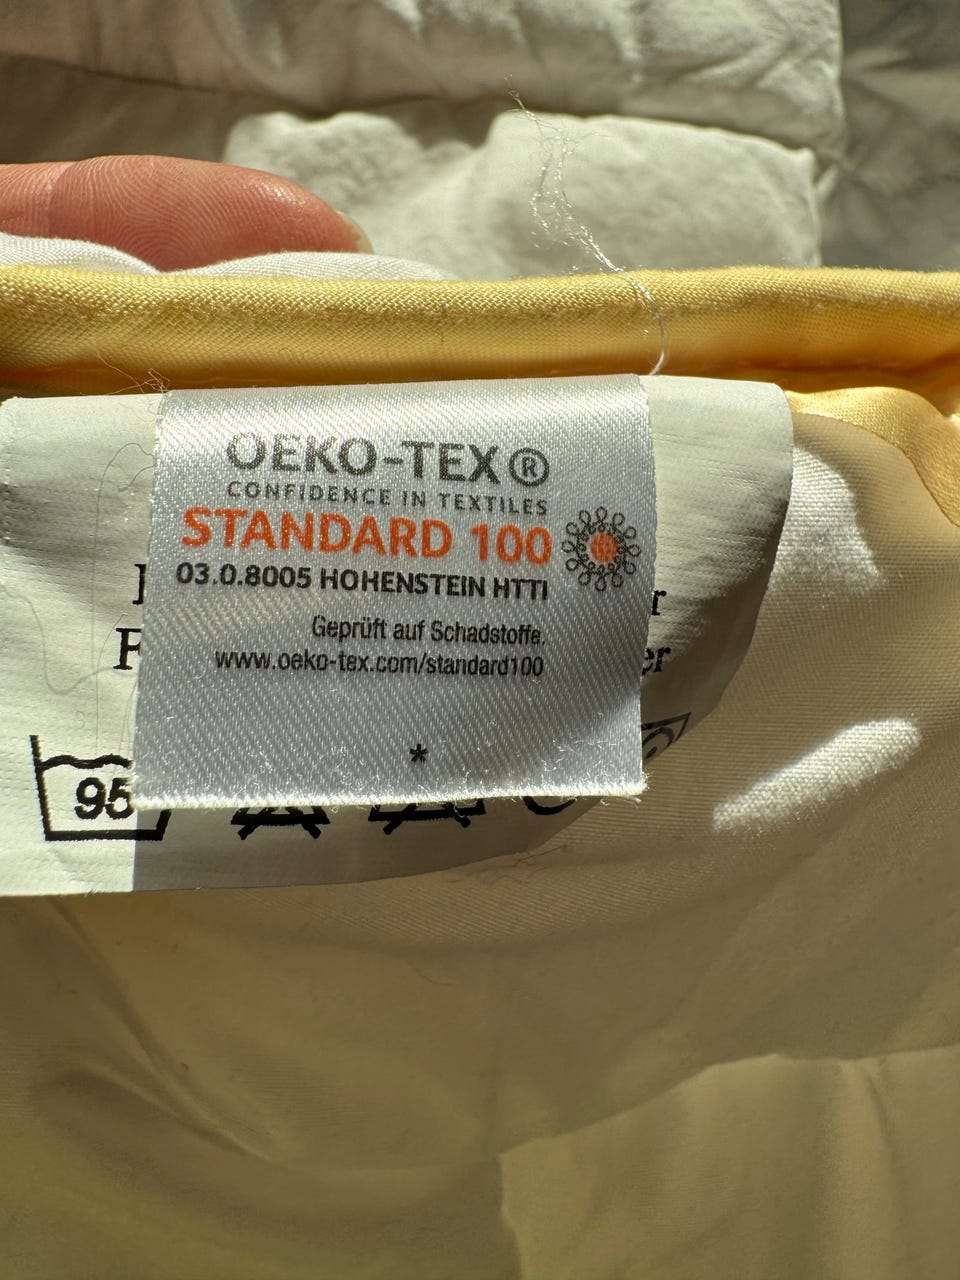 OEKO-TEX®
CONFIDENCE IN TEXTILES
STANDARD 100
03.0.8005 HOHENSTEIN HTTI
Geprüft auf Schadstoffe.
www.oeko-tex.com/standard100
*
95